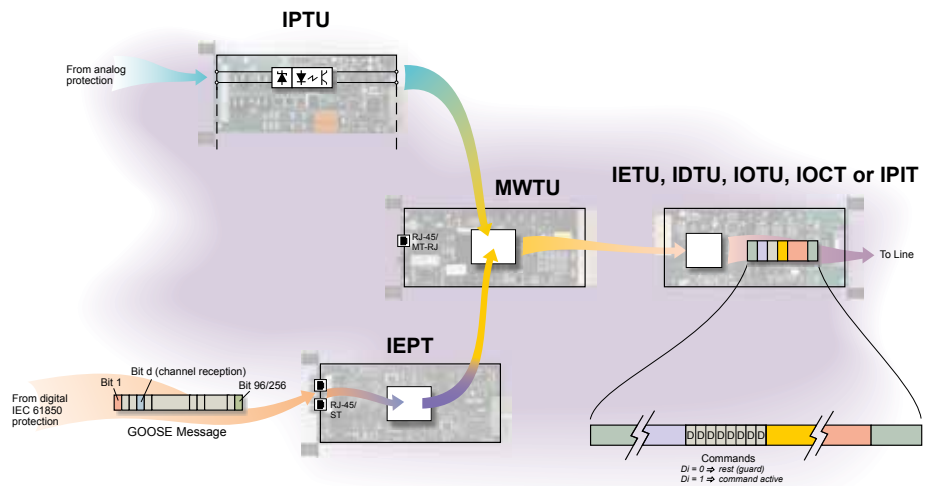 IPTU
From analog
protection
MWTU
IETU, IDTU, IOTU, IOCT or IPIT
RJ-45/
MT-RJ
To Line
IEPT
Bit d (channel reception)
Bit 1
Bit 96/256
From digital
IEC 61850
protection
GOOSE Message
RJ-45/
ST
D D D D D D D D
Commands
Di = 0 ⇒ rest (guard)
Di = 1 ⇒ command active